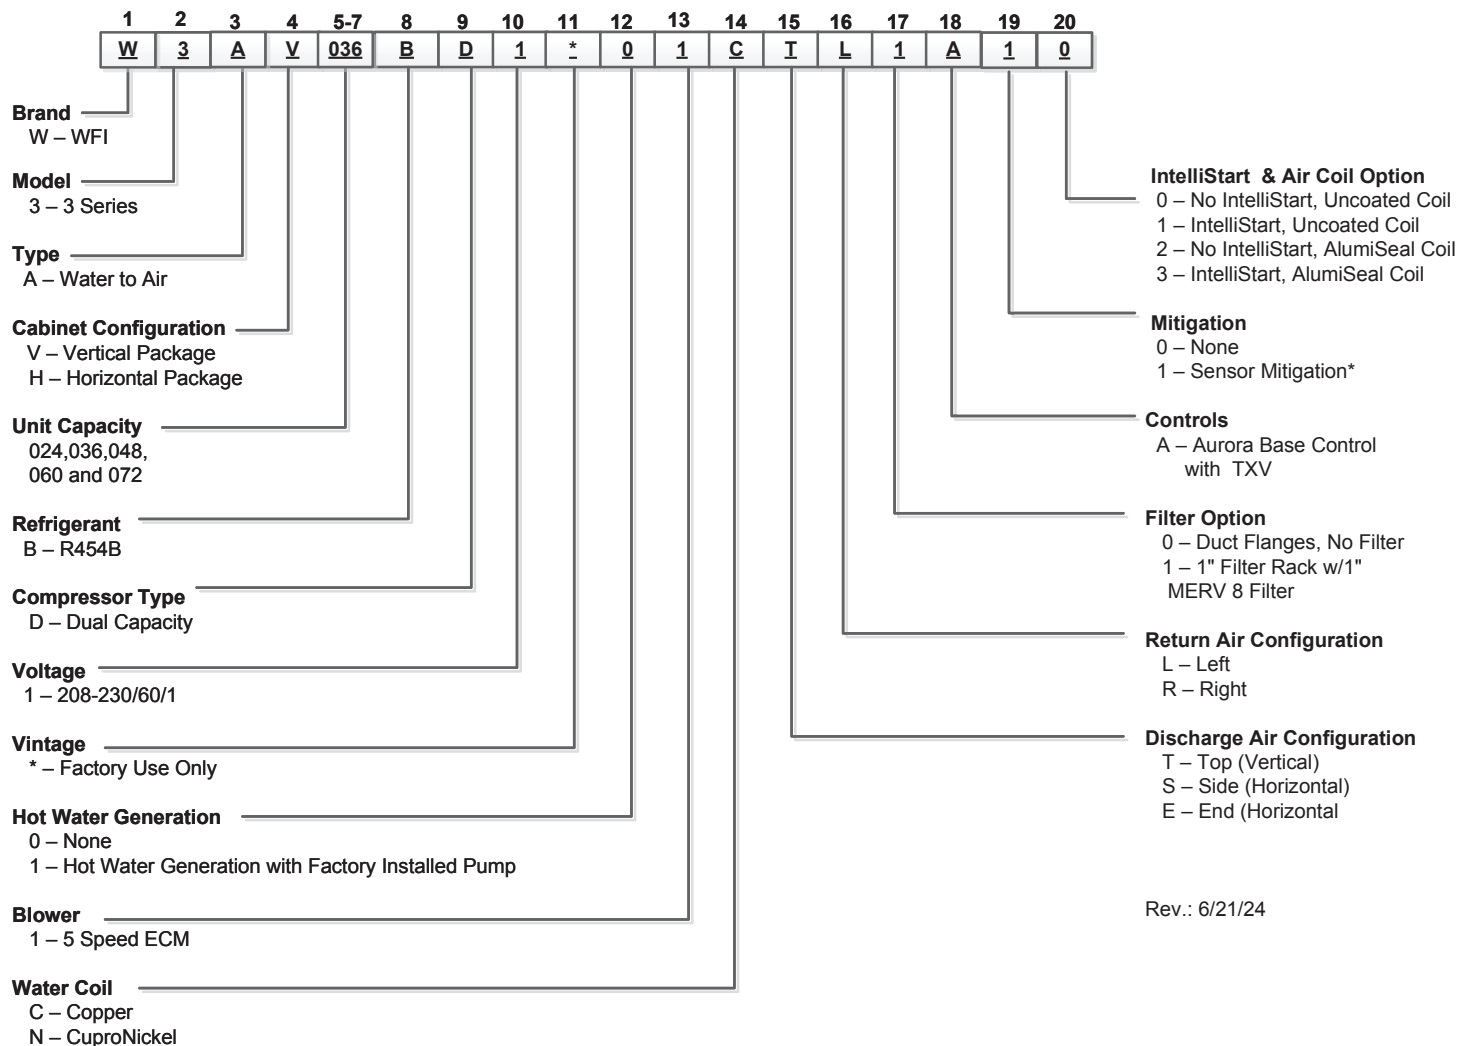 1 2 3 4 5-7 8 9 10 11 12 13 14 15 16 17 18 19 20
W 3 A V 036 B D 1 * 0 1 C T L 1 A 1 0
Brand
W – WFI
Model
3 – 3 Series
Type
A – Water to Air
Cabinet Configuration
V – Vertical Package
H – Horizontal Package
Unit Capacity
024,036,048,
060 and 072
Refrigerant
B – R454B
Compressor Type
D – Dual Capacity
Voltage
1 – 208-230/60/1
Vintage
* – Factory Use Only
Hot Water Generation
0 – None
1 – Hot Water Generation with Factory Installed Pump
Blower
1 – 5 Speed ECM
Water Coil
C – Copper
N – CuproNickel
IntelliStart & Air Coil Option
0 – No IntelliStart, Uncoated Coil
1 – IntelliStart, Uncoated Coil
2 – No IntelliStart, AlumiSeal Coil
3 – IntelliStart, AlumiSeal Coil
Mitigation
0 – None
1 – Sensor Mitigation*
Controls
A – Aurora Base Control
with TXV
Filter Option
0 – Duct Flanges, No Filter
1 – 1" Filter Rack w/1"
MERV 8 Filter
Return Air Configuration
L – Left
R – Right
Discharge Air Configuration
T – Top (Vertical)
S – Side (Horizontal)
E – End (Horizontal
Rev.: 6/21/24